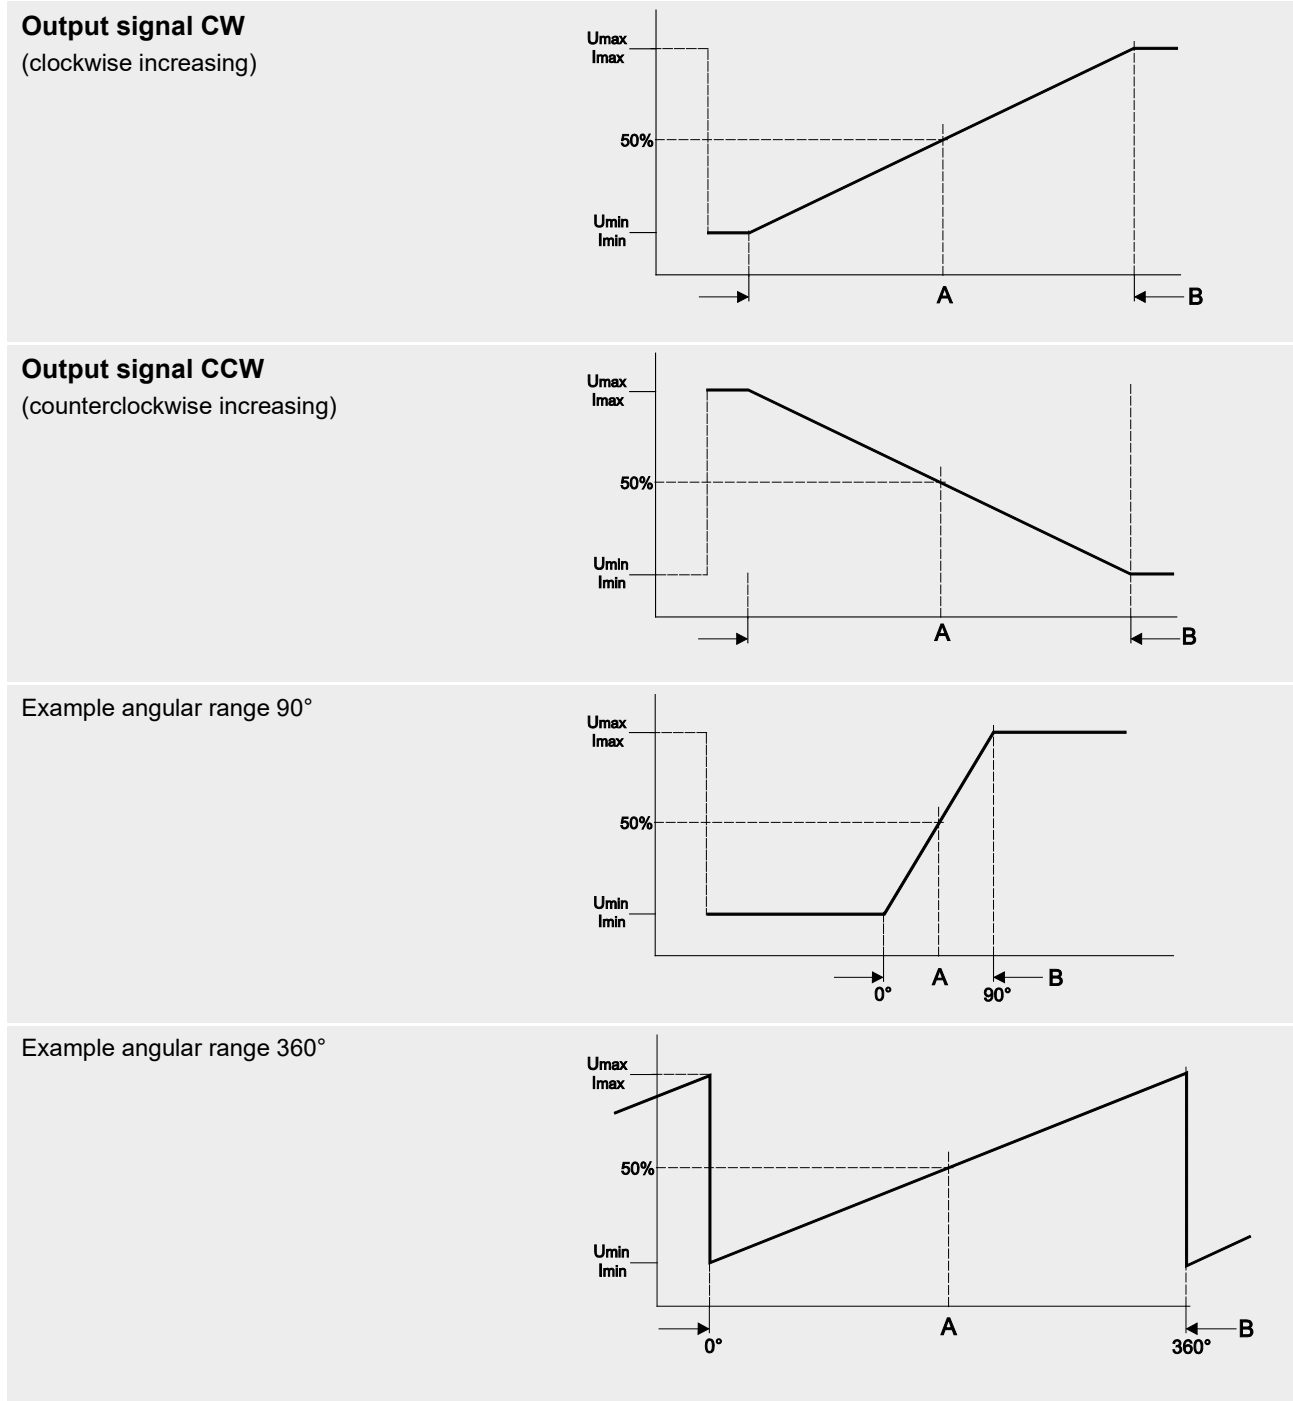 Output signal CW
(clockwise increasing)
Umax
Imax
50%
Umin
Imin
A
B
Output signal CCW
(counterclockwise increasing)
Umax
Imax
50%
Umin
Imin
A
B
Example angular range 90°
Umax
Imax
50%
Umin
Imin
A
B
0°
90°
Example angular range 360°
Umax
Imax
50%
Umin
Imin
A
B
0°
360°